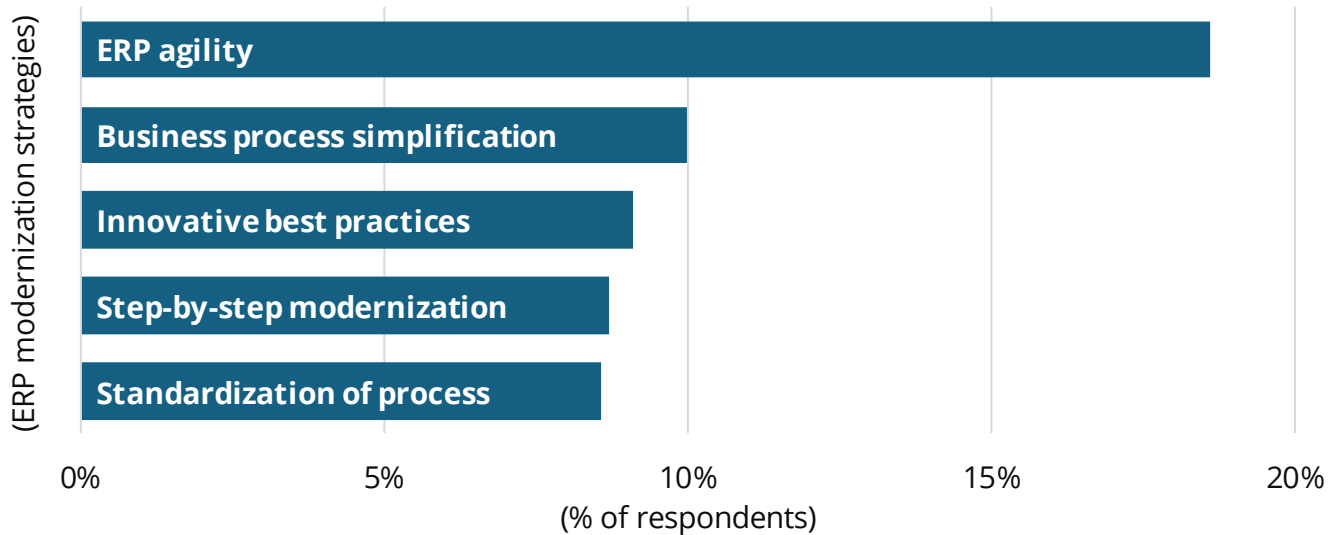 (ERP modernization strategies)
ERP agility
Business process simplification
Innovative best practices
Step-by-step modernization
Standardization of process
0% 5% 10% 15% 20%
(% of respondents)